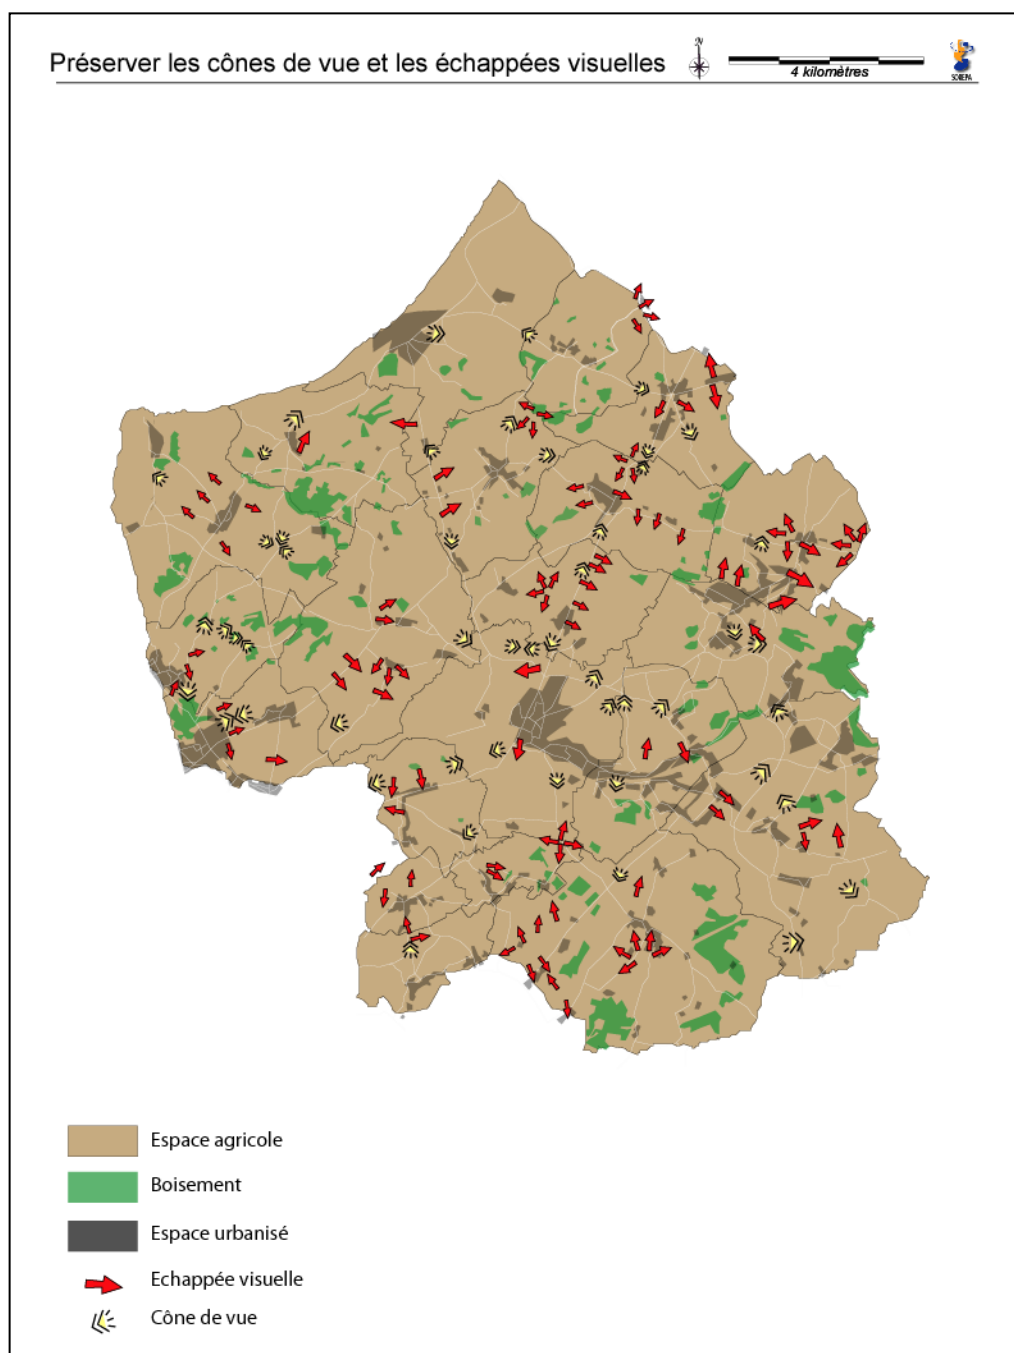 Préserver les cônes de vue et les échappées visuelles
N
4 kilomètres
SOREPA
Espace agricole
Boisement
Espace urbanisé
Echappée visuelle
Cône de vue